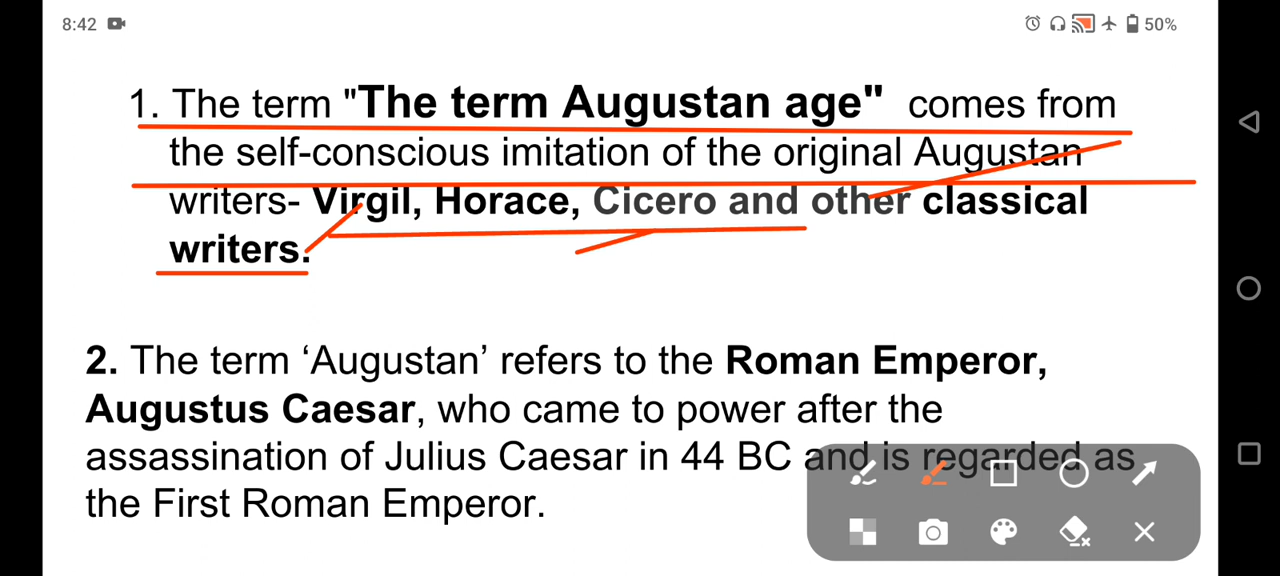 8:42 50%
1. The term "The term Augustan age" comes from
the self-conscious imitation of the original Augustan
writers- Virgil, Horace, Cicero and other classical
writers.
2. The term ‘Augustan’ refers to the Roman Emperor,
Augustus Caesar, who came to power after the
assassination of Julius Caesar in 44 BC and is regarded as
the First Roman Emperor.